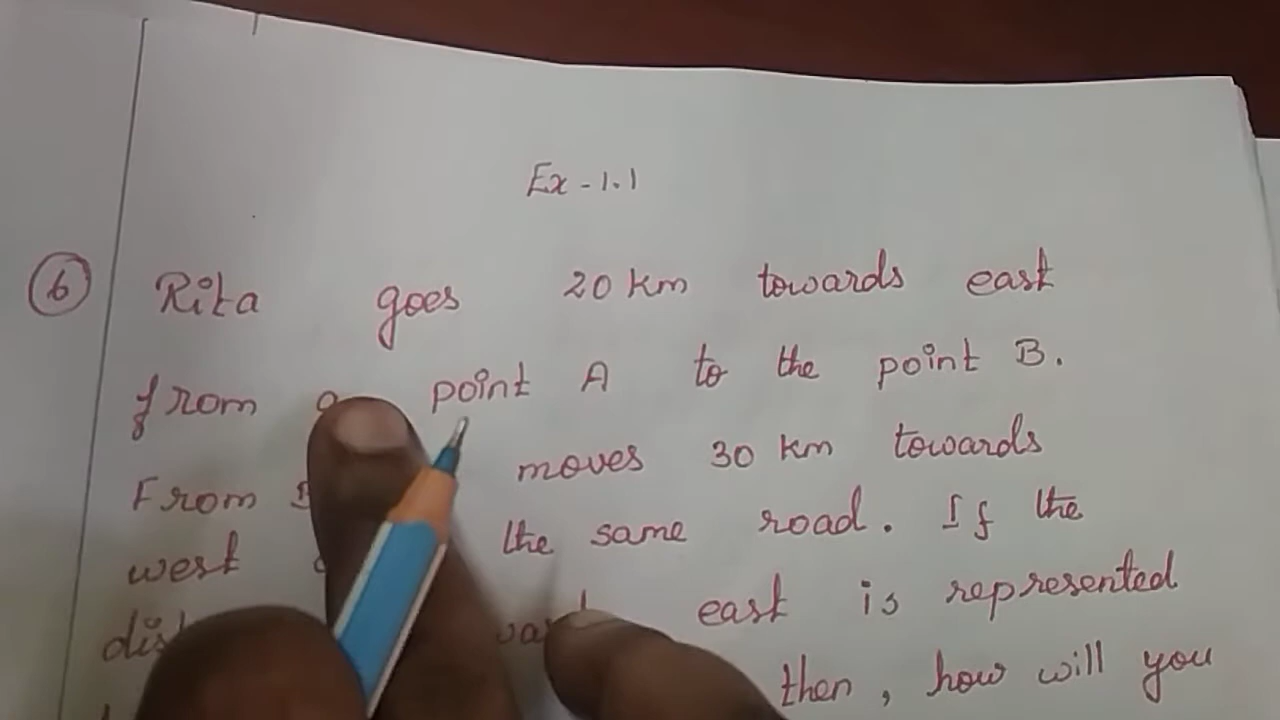 Ex - 1.1
6 Rita goes 20 km towards east
from a point A to the point B.
From B moves 30 km towards
west the same road. If the
east is represented
then, how will you